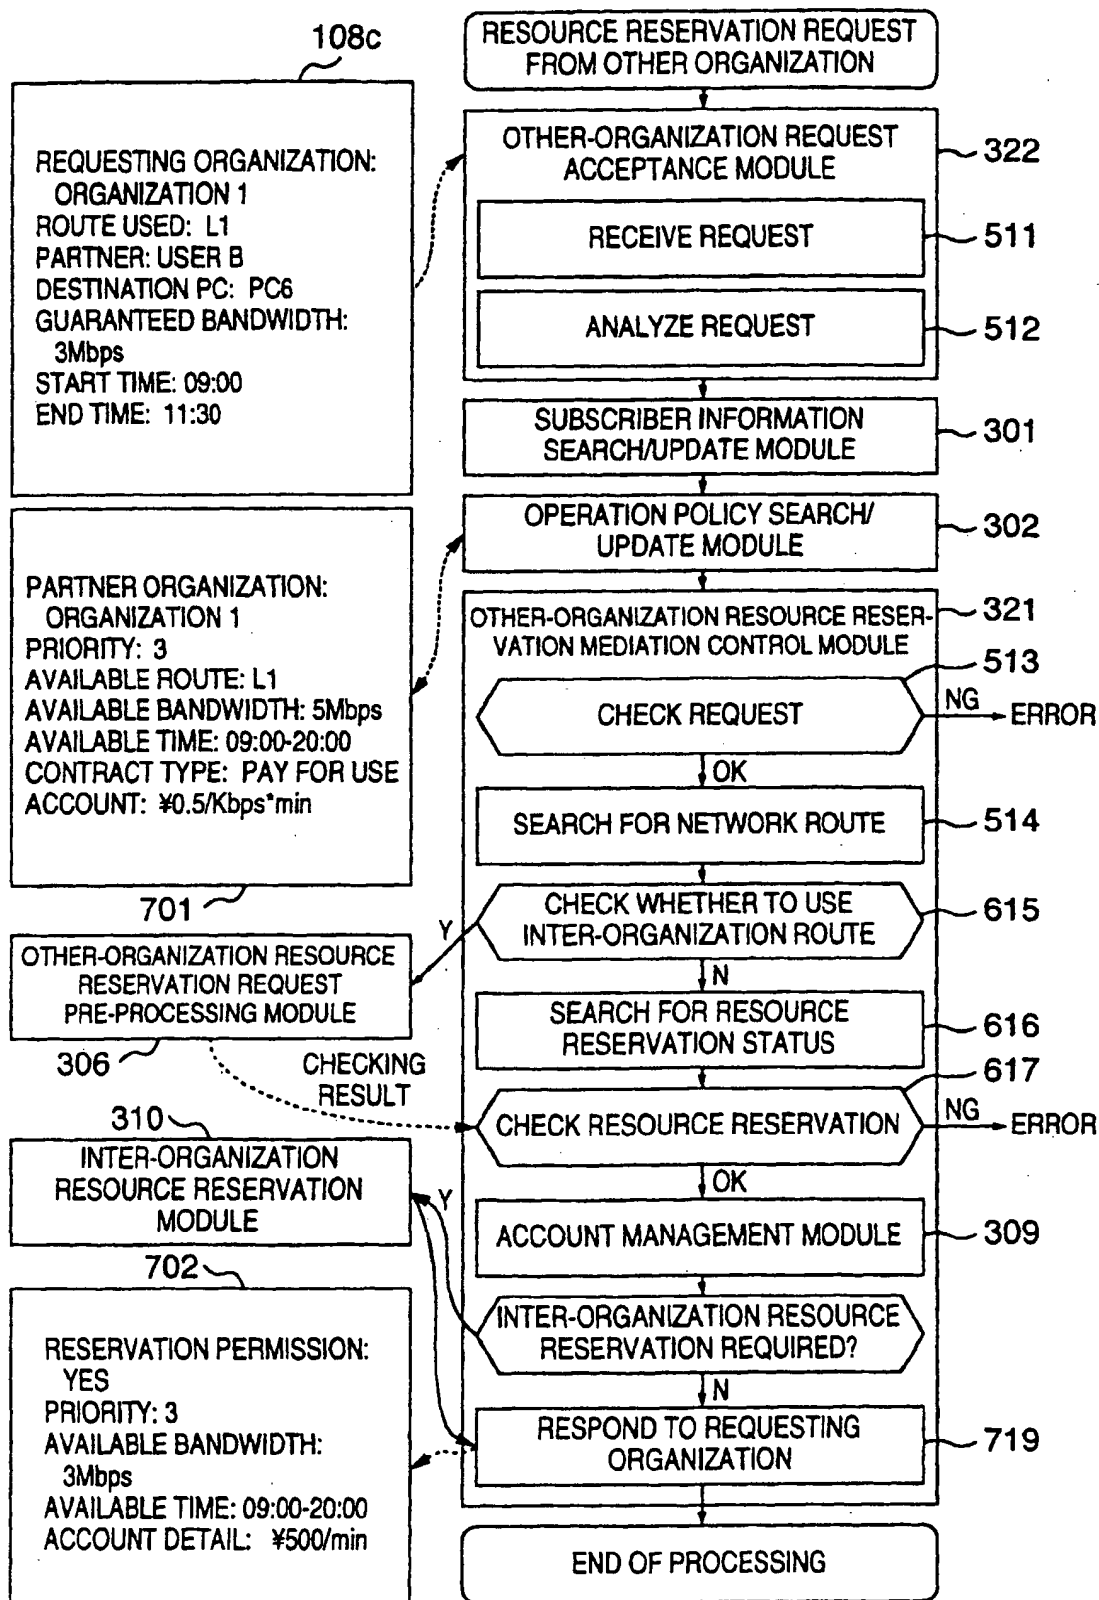 108c
REQUESTING ORGANIZATION:
ORGANIZATION 1
ROUTE USED: L1
PARTNER: USER B
DESTINATION PC: PC6
GUARANTEED BANDWIDTH:
3Mbps
START TIME: 09:00
END TIME: 11:30
PARTNER ORGANIZATION:
ORGANIZATION 1
PRIORITY: 3
AVAILABLE ROUTE: L1
AVAILABLE BANDWIDTH: 5Mbps
AVAILABLE TIME: 09:00-20:00
CONTRACT TYPE: PAY FOR USE
ACCOUNT: ¥0.5/Kbps*min
701
OTHER-ORGANIZATION RESOURCE
RESERVATION REQUEST
PRE-PROCESSING MODULE
306
CHECKING
RESULT
310
INTER-ORGANIZATION
RESOURCE RESERVATION
MODULE
702
RESERVATION PERMISSION:
YES
PRIORITY: 3
AVAILABLE BANDWIDTH:
3Mbps
AVAILABLE TIME: 09:00-20:00
ACCOUNT DETAIL: ¥500/min
RESOURCE RESERVATION REQUEST
FROM OTHER ORGANIZATION
OTHER-ORGANIZATION REQUEST
ACCEPTANCE MODULE
322
RECEIVE REQUEST
511
ANALYZE REQUEST
512
SUBSCRIBER INFORMATION
SEARCH/UPDATE MODULE
301
OPERATION POLICY SEARCH/
UPDATE MODULE
302
OTHER-ORGANIZATION RESOURCE RESER-
VATION MEDIATION CONTROL MODULE
321
513
CHECK REQUEST
NG
ERROR
OK
SEARCH FOR NETWORK ROUTE
514
CHECK WHETHER TO USE
INTER-ORGANIZATION ROUTE
615
Y
N
SEARCH FOR RESOURCE
RESERVATION STATUS
616
617
CHECK RESOURCE RESERVATION
NG
ERROR
OK
ACCOUNT MANAGEMENT MODULE
309
Y
INTER-ORGANIZATION RESOURCE
RESERVATION REQUIRED?
N
RESPOND TO REQUESTING
ORGANIZATION
719
END OF PROCESSING